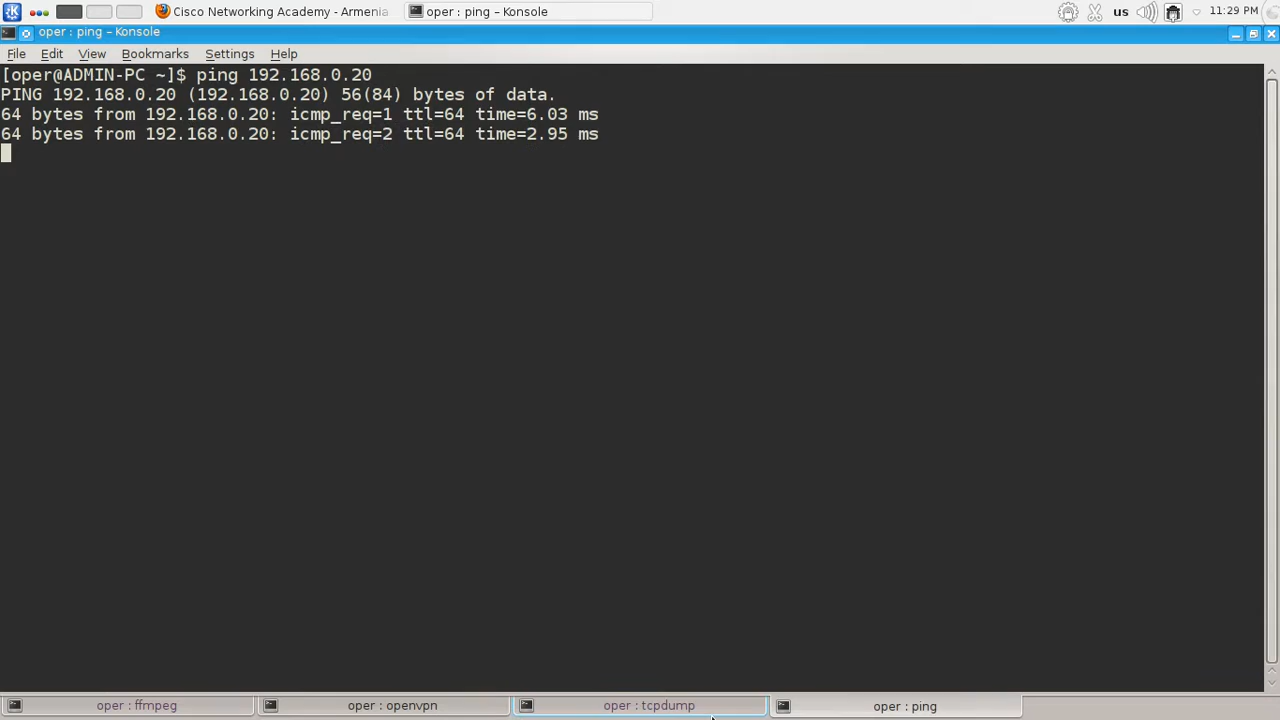 Cisco Networking Academy - Armenia
oper : ping – Konsole
us
11:29 PM
oper : ping – Konsole
File Edit View Bookmarks Settings Help
[oper@ADMIN-PC ~]$ ping 192.168.0.20
PING 192.168.0.20 (192.168.0.20) 56(84) bytes of data.
64 bytes from 192.168.0.20: icmp_req=1 ttl=64 time=6.03 ms
64 bytes from 192.168.0.20: icmp_req=2 ttl=64 time=2.95 ms
oper : ffmpeg
oper : openvpn
oper : tcpdump
oper : ping